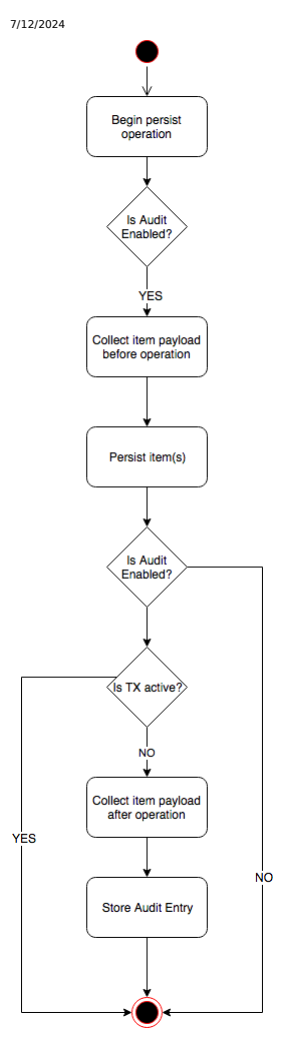 7/12/2024
Begin persist
operation
Is Audit
Enabled?
YES
Collect item payload
before operation
Persist item(s)
Is Audit
Enabled?
Is TX active?
NO
Collect item payload
after operation
YES
NO
Store Audit Entry